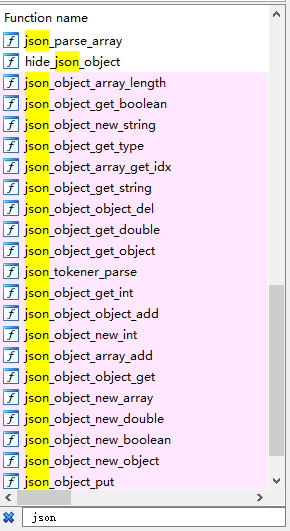 Function name
json_parse_array
hide_json_object
json_object_array_length
json_object_get_boolean
json_object_new_string
json_object_get_type
json_object_array_get_idx
json_object_get_string
json_object_object_del
json_object_get_double
json_object_get_object
json_tokener_parse
json_object_get_int
json_object_object_add
json_object_new_int
json_object_array_add
json_object_object_get
json_object_new_array
json_object_new_double
json_object_new_boolean
json_object_new_object
json_object_put
json